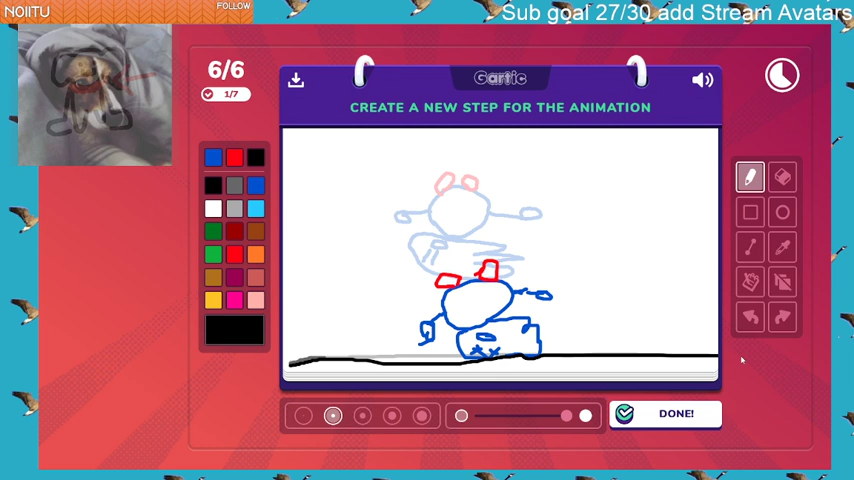 NOIITU
FOLLOW
Sub goal 27/30 add Stream Avatars
6/6
1/7
Gartic
CREATE A NEW STEP FOR THE ANIMATION
DONE!